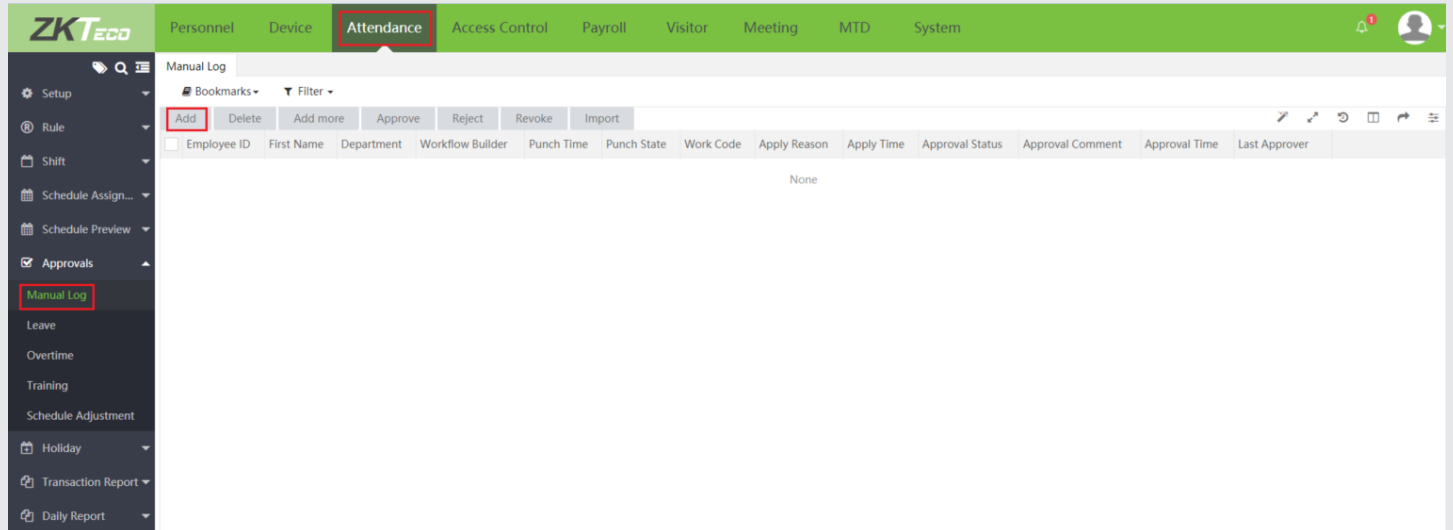 ZKTeco Personnel Device Attendance Access Control Payroll Visitor Meeting MTD System 1
Manual Log
Bookmarks Filter
Add Delete Add more Approve Reject Revoke Import
Employee ID First Name Department Workflow Builder Punch Time Punch State Work Code Apply Reason Apply Time Approval Status Approval Comment Approval Time Last Approver
None
Setup
Rule
Shift
Schedule Assign...
Schedule Preview
Approvals
Manual Log
Leave
Overtime
Training
Schedule Adjustment
Holiday
Transaction Report
Daily Report